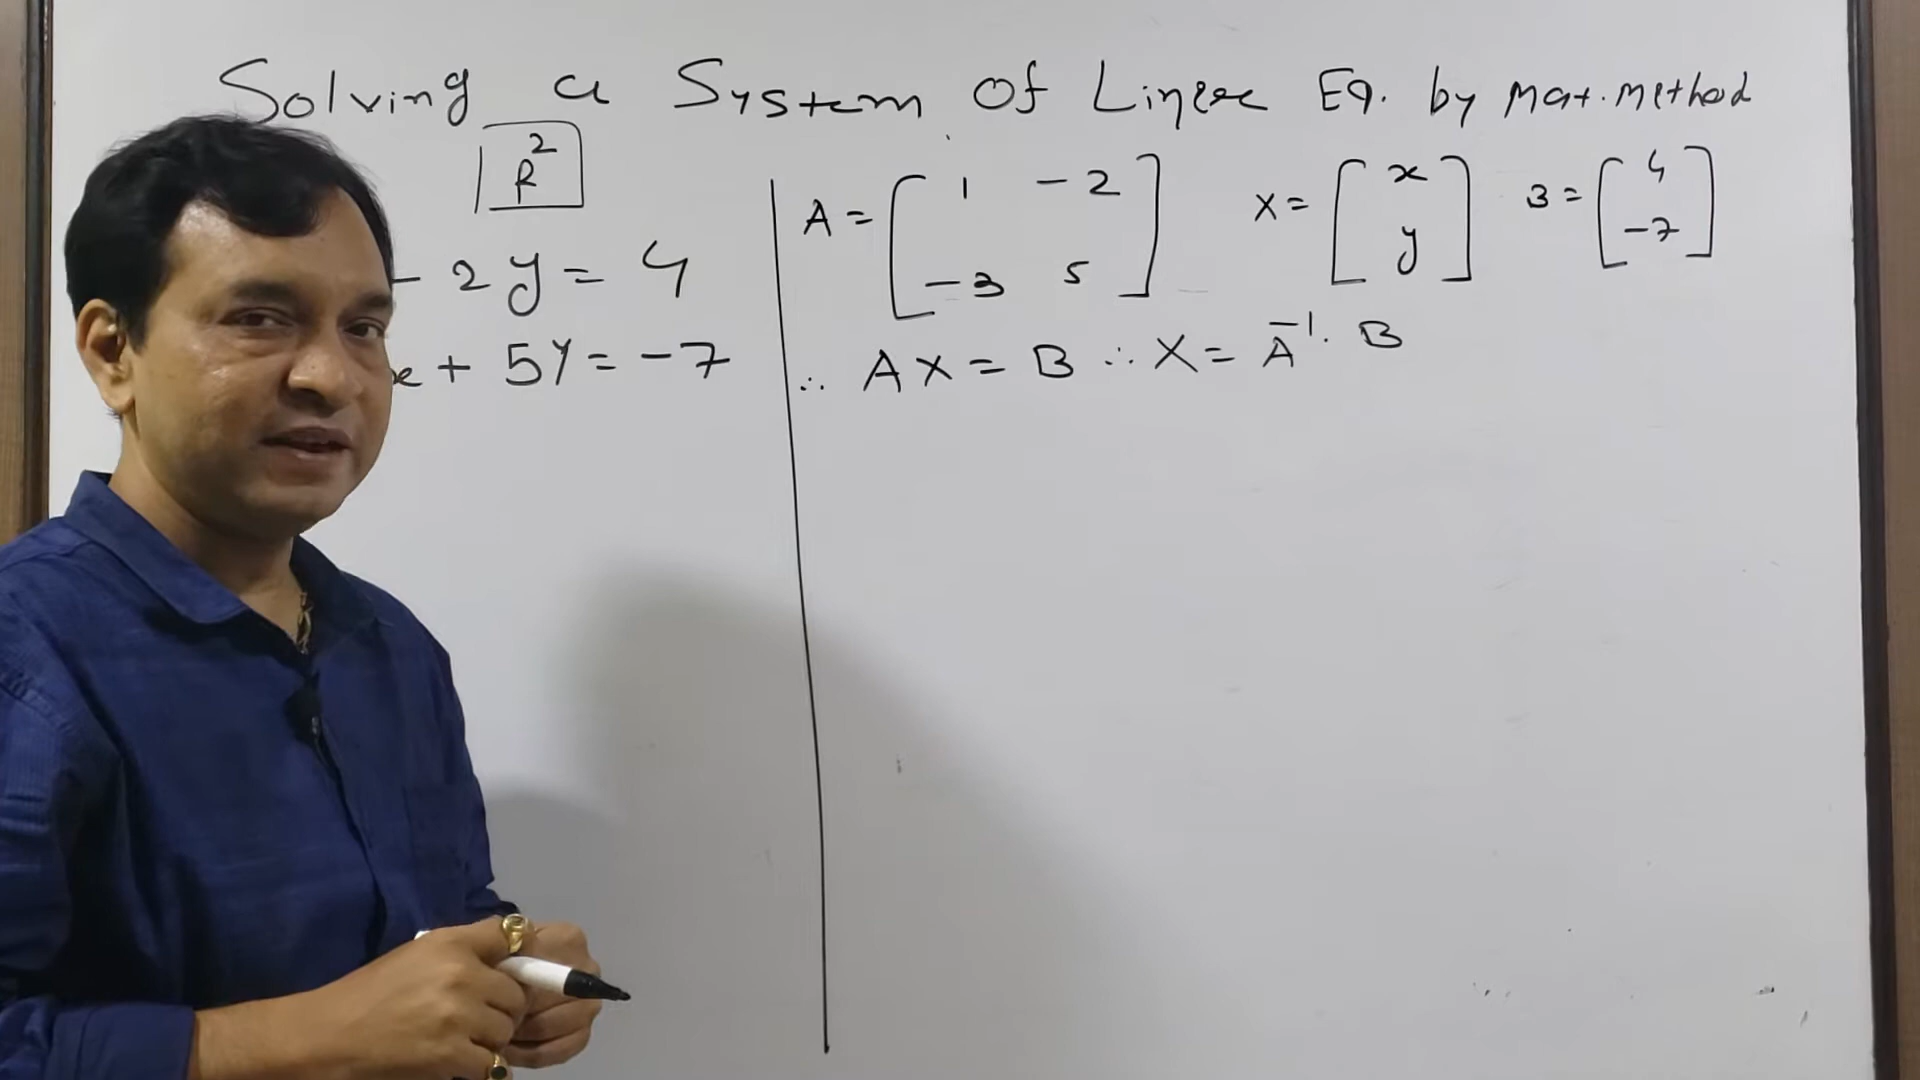 Solving a System Of Linear Eq. by Mat. method
R²
- 2y = 4
x + 5y = -7
A = [ 1 -2
-3 5 ]
X = [ x
y ]
B = [ 4
-7 ]
∴ AX = B ∴ X = A⁻¹. B